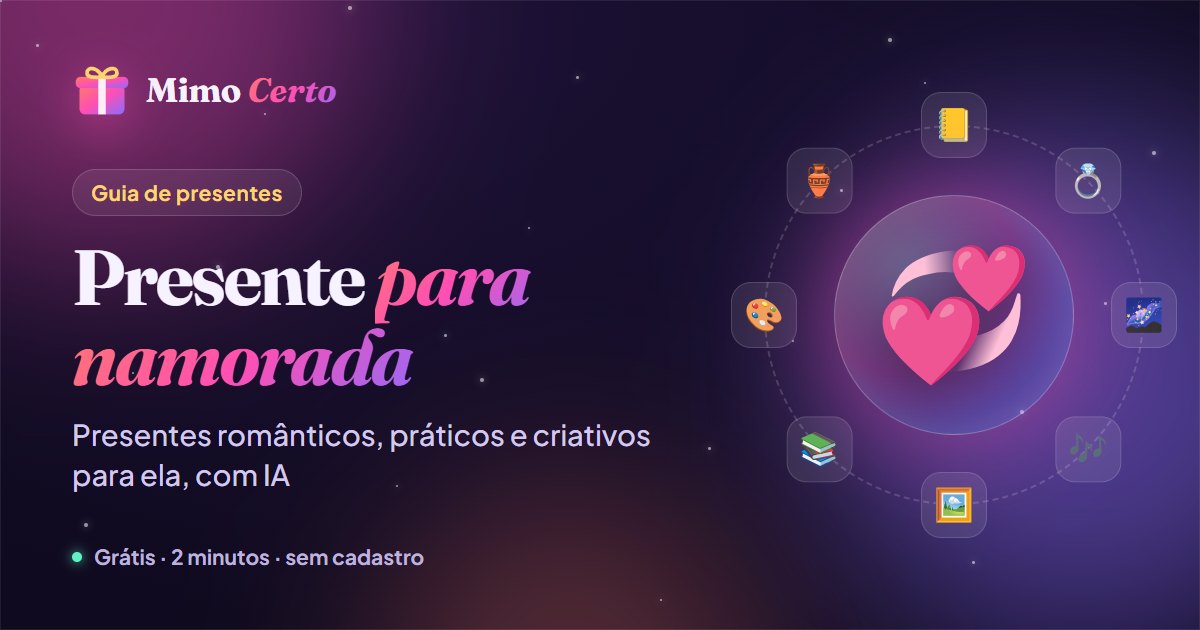 Mimo Certo
Guia de presentes
Presente para
namorada
Presentes românticos, práticos e criativos
para ela, com IA
Grátis · 2 minutos · sem cadastro